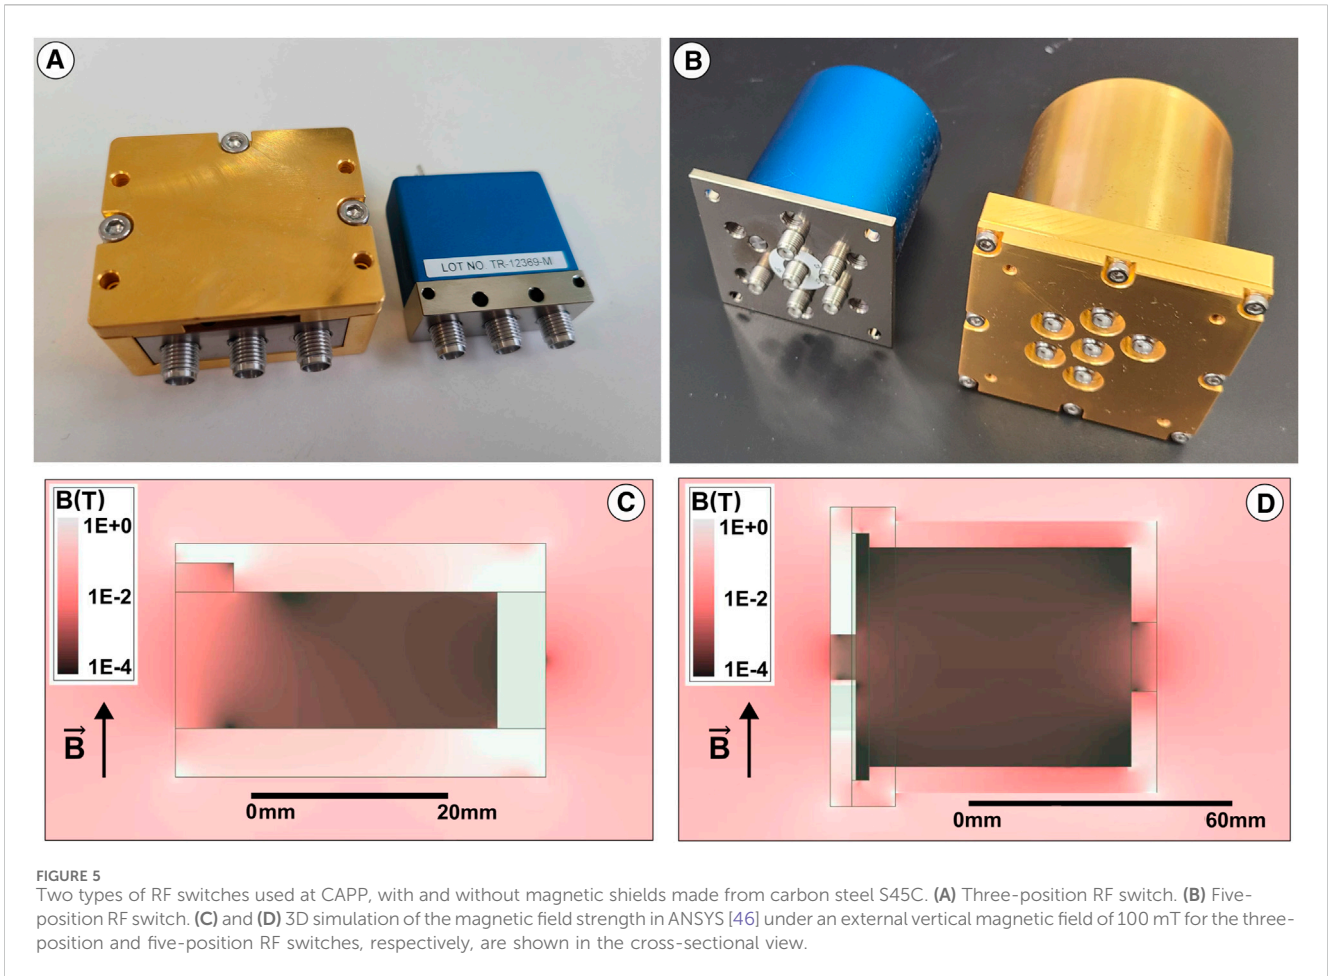 A
B
LOT NO. TR-12369-M
B(T)
1E+0
1E-2
1E-4
B
0mm
20mm
C
B(T)
1E+0
1E-2
1E-4
B
0mm
60mm
D
FIGURE 5
Two types of RF switches used at CAPP, with and without magnetic shields made from carbon steel S45C. (A) Three-position RF switch. (B) Five-
position RF switch. (C) and (D) 3D simulation of the magnetic field strength in ANSYS [46] under an external vertical magnetic field of 100 mT for the three-
position and five-position RF switches, respectively, are shown in the cross-sectional view.